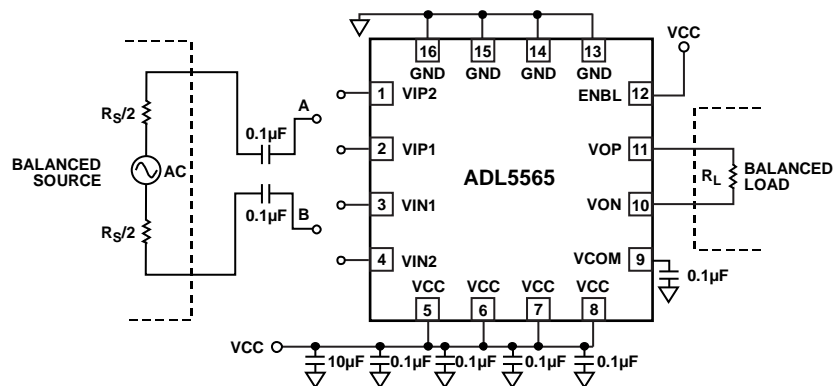 16 15 14 13
GND GND GND GND
VCC
1 VIP2
ENBL 12
RS/2
A
0.1µF
2 VIP1
VOP 11
BALANCED
SOURCE
AC
ADL5565
RL
BALANCED
LOAD
0.1µF
B
3 VIN1
VON 10
RS/2
4 VIN2
VCOM 9
0.1µF
VCC VCC VCC VCC
5 6 7 8
VCC
10µF 0.1µF 0.1µF 0.1µF 0.1µF